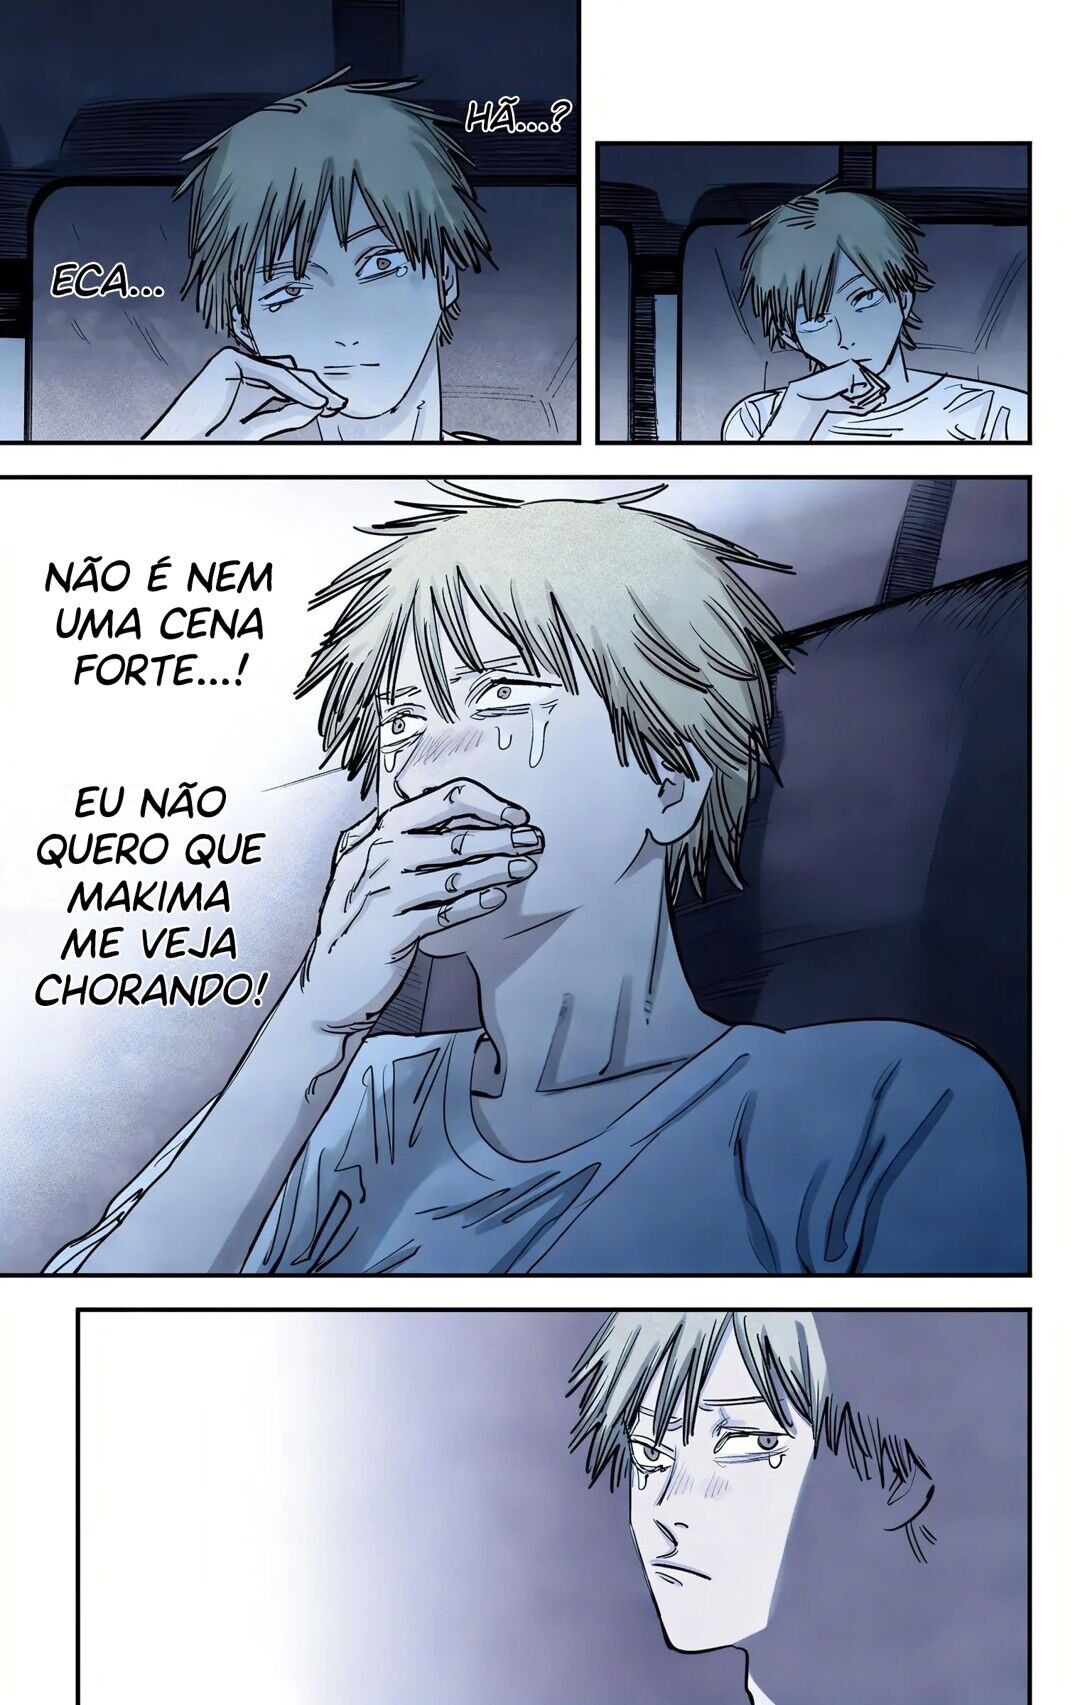 HÃ...?
ECA...
NÃO É NEM
UMA CENA
FORTE...!
EU NÃO
QUERO QUE
MAKIMA
ME VEJA
CHORANDO!